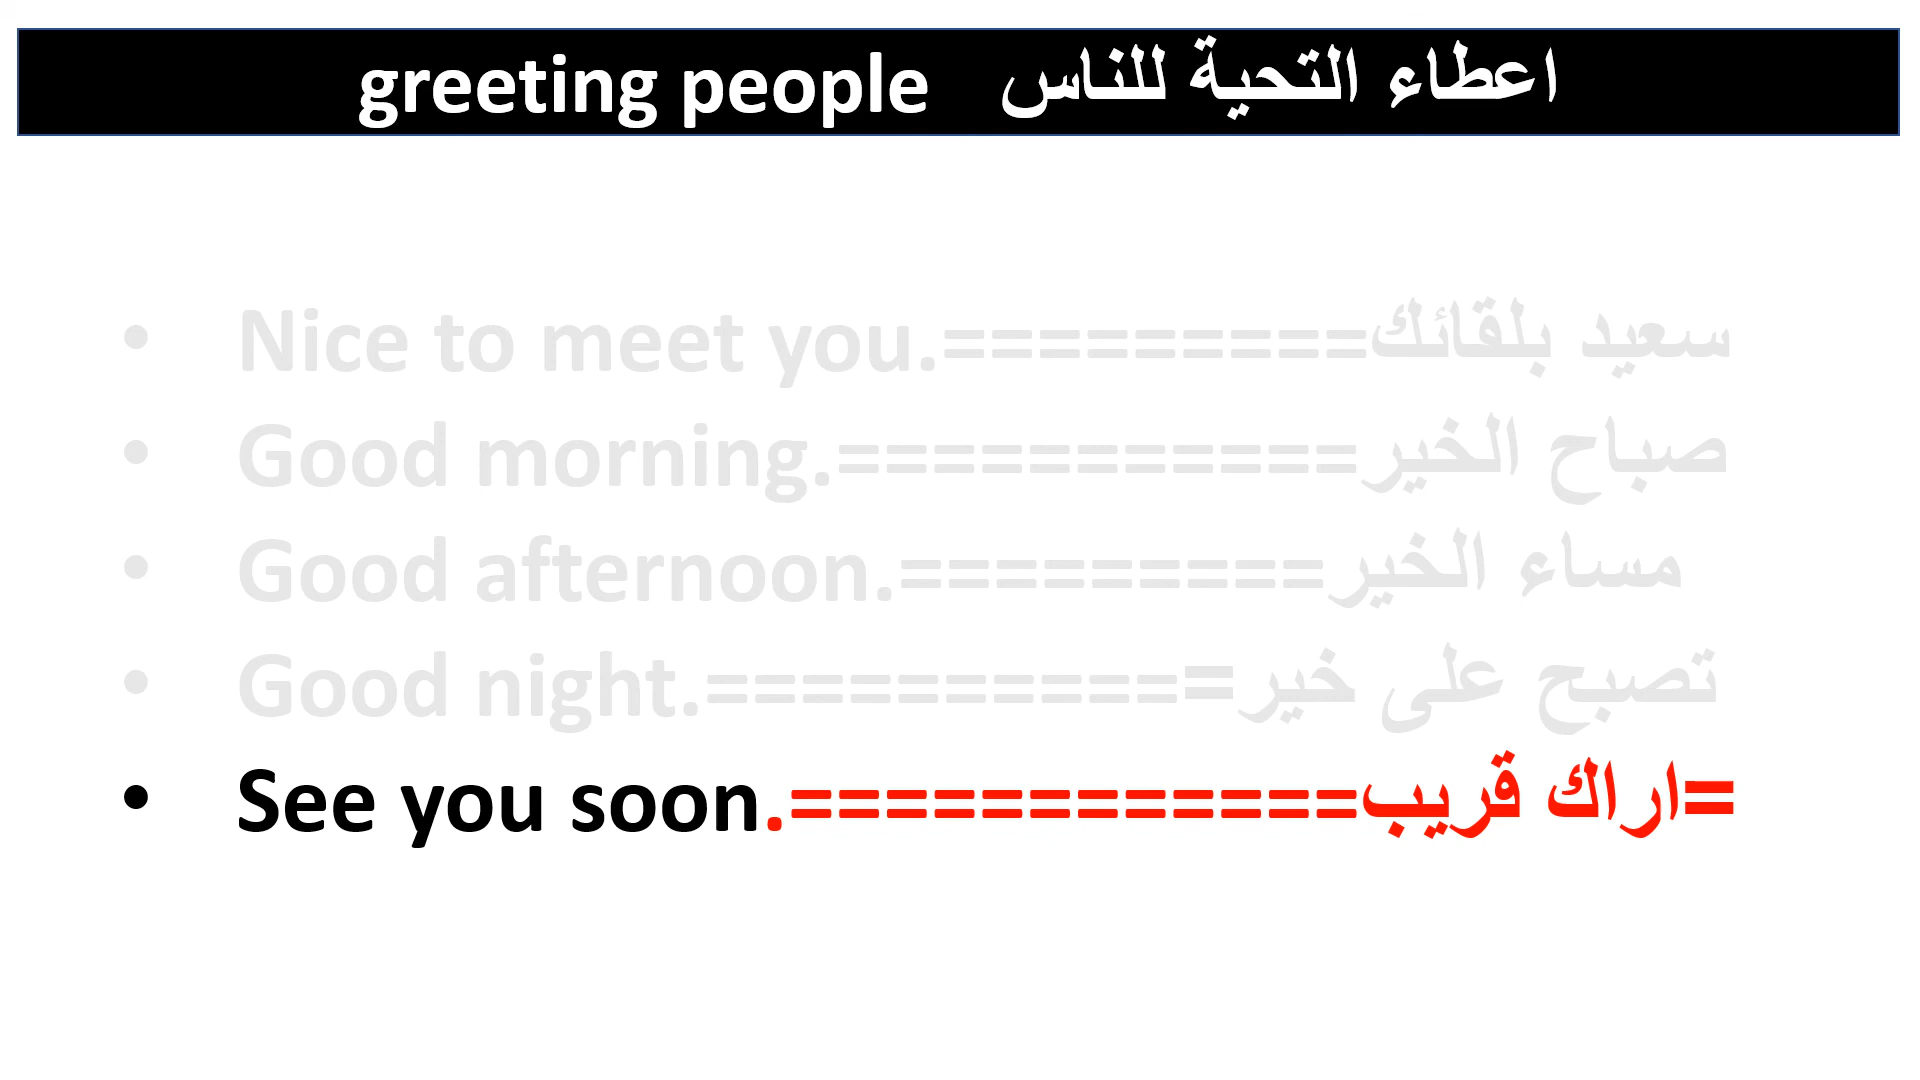 greeting people اعطاء التحية للناس
• Nice to meet you.=========سعيد بلقائك
• Good morning.===========صباح الخير
• Good afternoon.=========مساء الخير
• Good night.===========تصبح على خير
• See you soon.============اراك قريب=